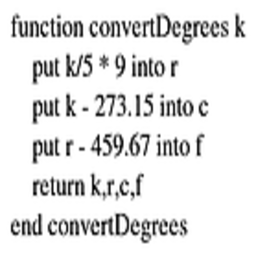 function convertDegrees k
put k/5 * 9 into r
put k - 273.15 into c
put r - 459.67 into f
return k,r,c,f
end convertDegrees